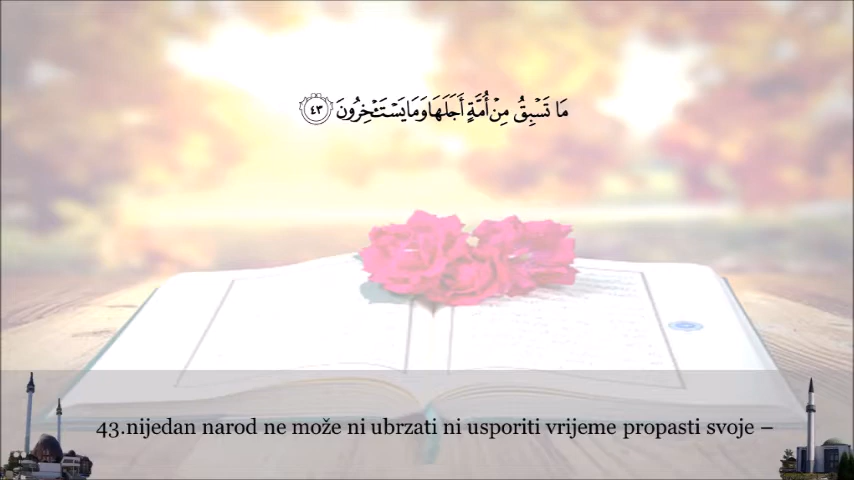 مَا تَسْبِقُ مِنْ أُمَّةٍ أَجَلَهَا وَمَا يَسْتَـْٔخِرُونَ ٤٣
43.nijedan narod ne može ni ubrzati ni usporiti vrijeme propasti svoje –